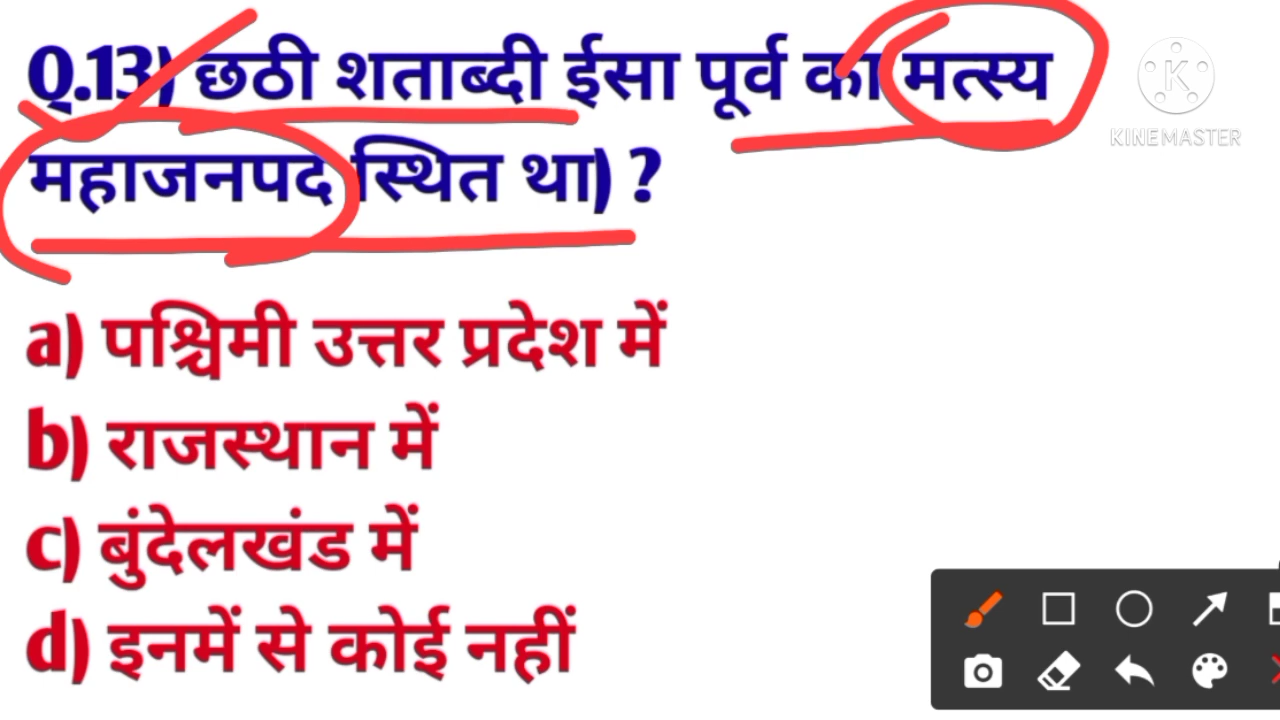 Q.13) छठी शताब्दी ईसा पूर्व का मत्स्य
महाजनपद स्थित था) ?
KINEMASTER
a) पश्चिमी उत्तर प्रदेश में
b) राजस्थान में
c) बुंदेलखंड में
d) इनमें से कोई नहीं